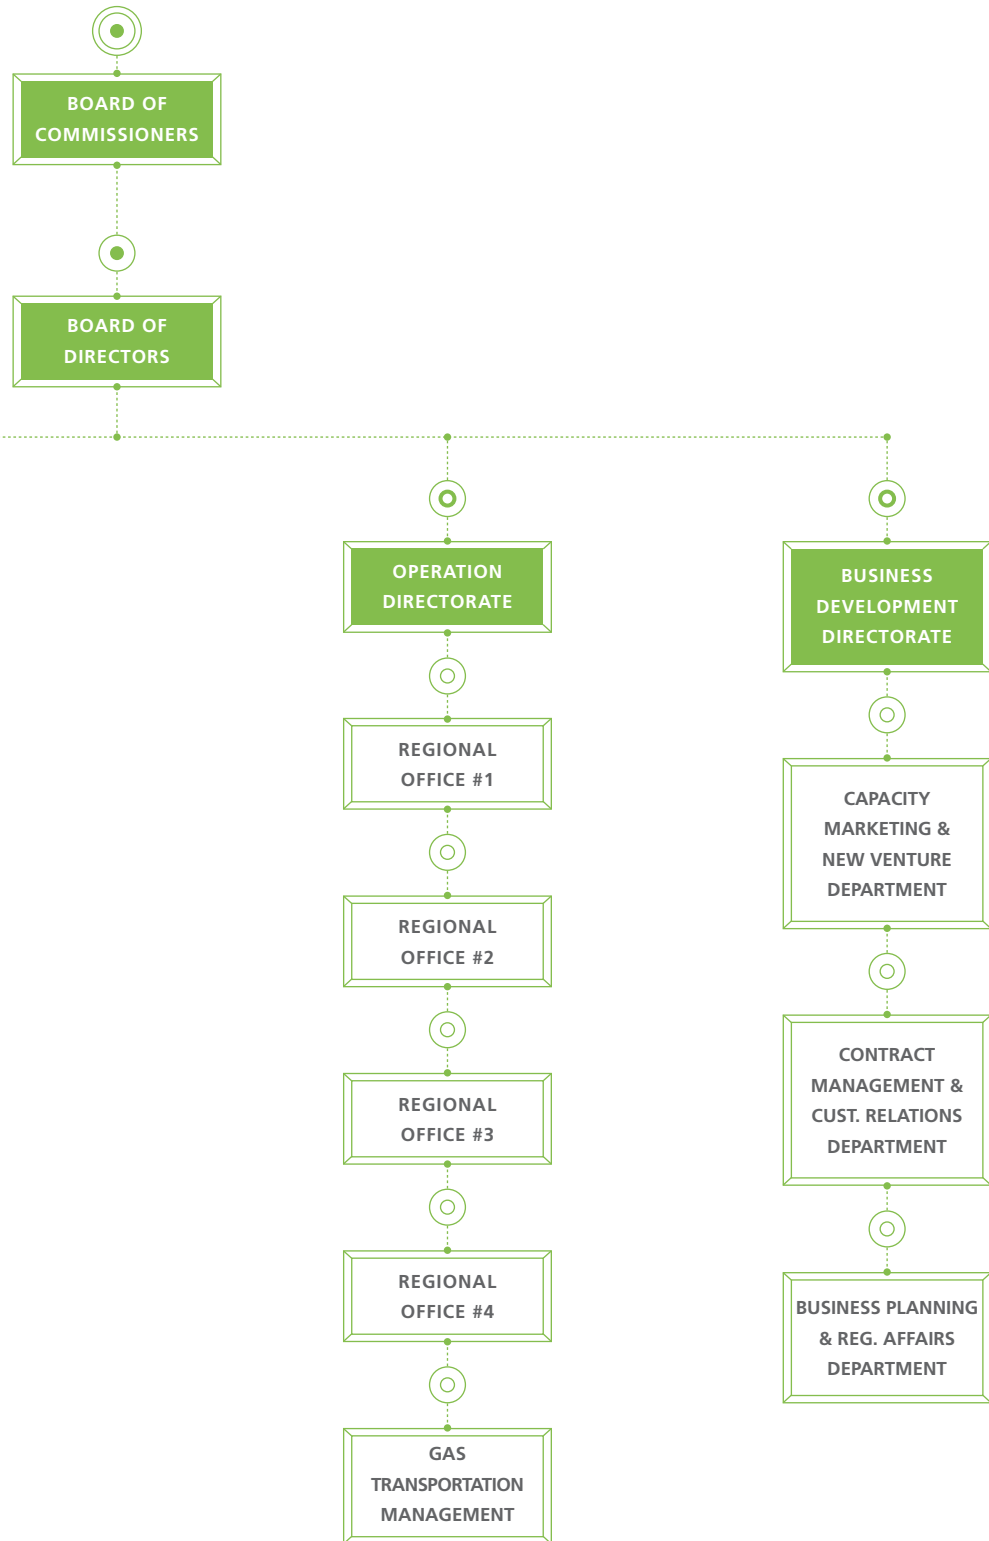 BOARD OF
COMMISSIONERS
BOARD OF
DIRECTORS
OPERATION
DIRECTORATE
REGIONAL
OFFICE #1
REGIONAL
OFFICE #2
REGIONAL
OFFICE #3
REGIONAL
OFFICE #4
GAS
TRANSPORTATION
MANAGEMENT
BUSINESS
DEVELOPMENT
DIRECTORATE
CAPACITY
MARKETING &
NEW VENTURE
DEPARTMENT
CONTRACT
MANAGEMENT &
CUST. RELATIONS
DEPARTMENT
BUSINESS PLANNING
& REG. AFFAIRS
DEPARTMENT